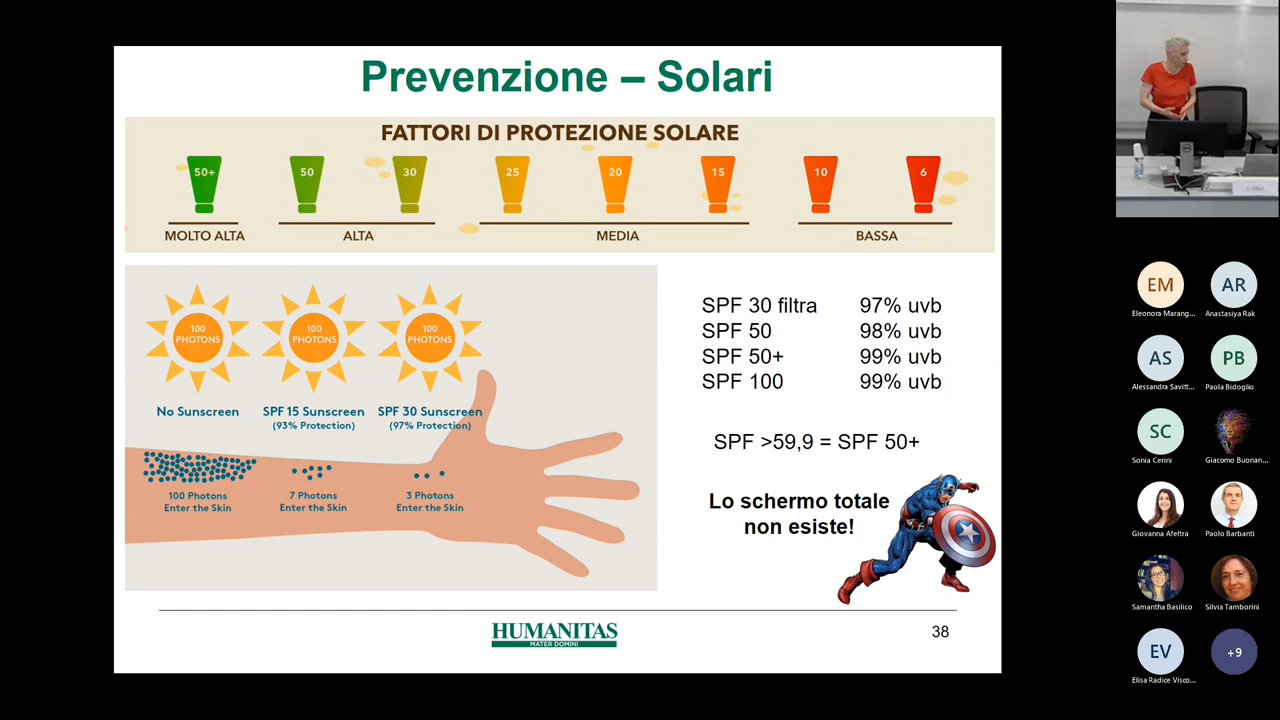 Prevenzione – Solari
FATTORI DI PROTEZIONE SOLARE
50+ 50 30 25 20 15 10 6
MOLTO ALTA ALTA MEDIA BASSA
100 PHOTONS
100 PHOTONS
100 PHOTONS
No Sunscreen
SPF 15 Sunscreen
(93% Protection)
SPF 30 Sunscreen
(97% Protection)
100 Photons
Enter the Skin
7 Photons
Enter the Skin
3 Photons
Enter the Skin
SPF 30 filtra 97% uvb
SPF 50 98% uvb
SPF 50+ 99% uvb
SPF 100 99% uvb
SPF >59,9 = SPF 50+
Lo schermo totale
non esiste!
HUMANITAS
MATER DOMINI
38
EM AR
Eleonora Marang... Anastasiya Rak
AS PB
Alessandra Savitt... Paola Bidoglio
SC
Sonia Cerini Giacomo Buonan...
Giovanna Afeltra Paolo Barbanti
Samantha Basilico Silvia Tamborini
EV +9
Elisa Radice Visco...